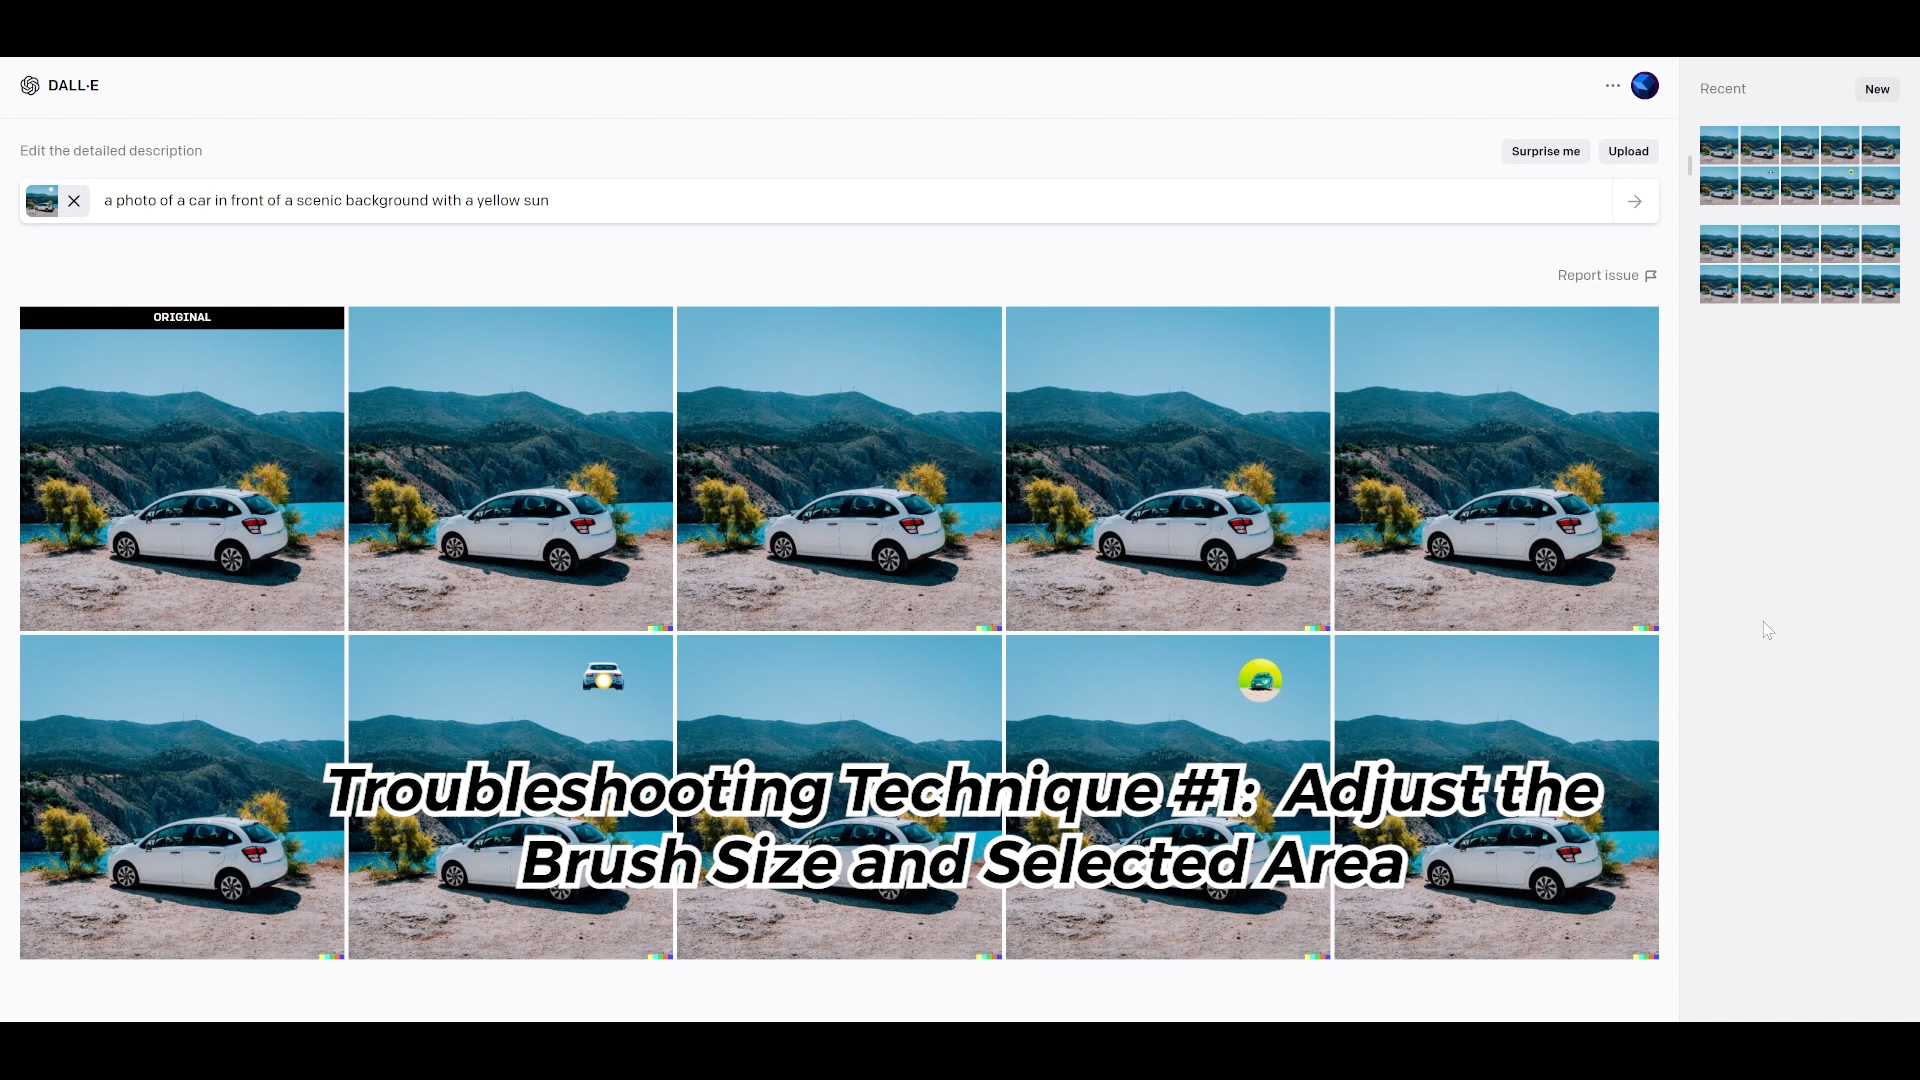 DALL·E
Recent
New
Edit the detailed description
Surprise me
Upload
a photo of a car in front of a scenic background with a yellow sun
Report issue
ORIGINAL
Troubleshooting Technique #1: Adjust the
Brush Size and Selected Area